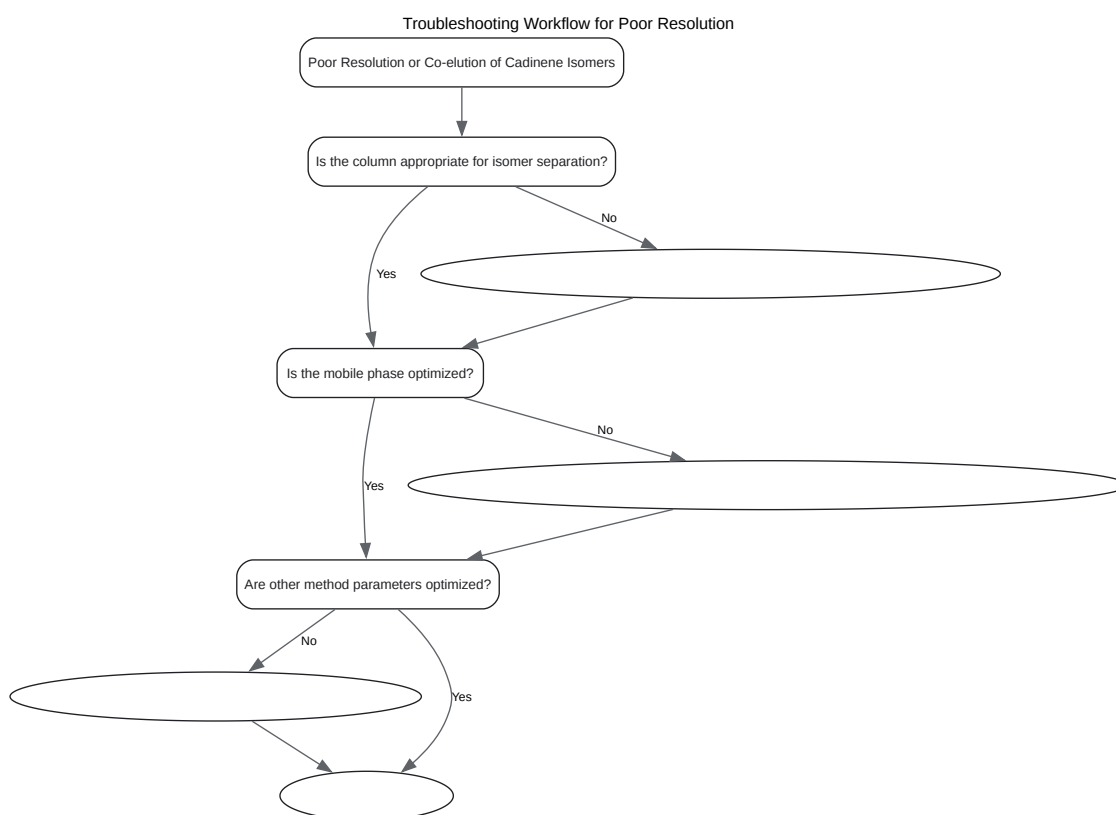 Troubleshooting Workflow for Poor Resolution
Poor Resolution or Co-elution of Cadinene Isomers
Is the column appropriate for isomer separation?
No
Yes
Is the mobile phase optimized?
No
Yes
Are other method parameters optimized?
No
Yes